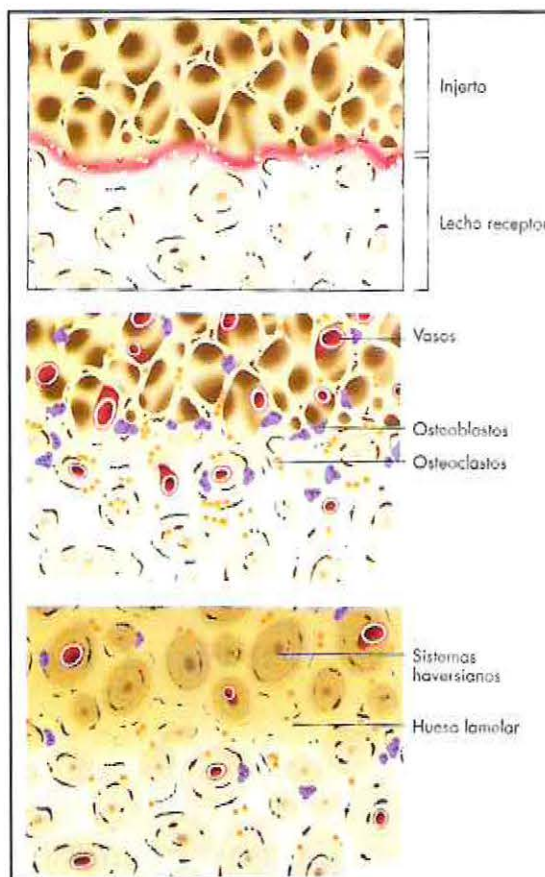 Injerto
Lecho receptor
Vasos
Osteoblastos
Osteoclastos
Sistemas
haversianos
Hueso lamelar